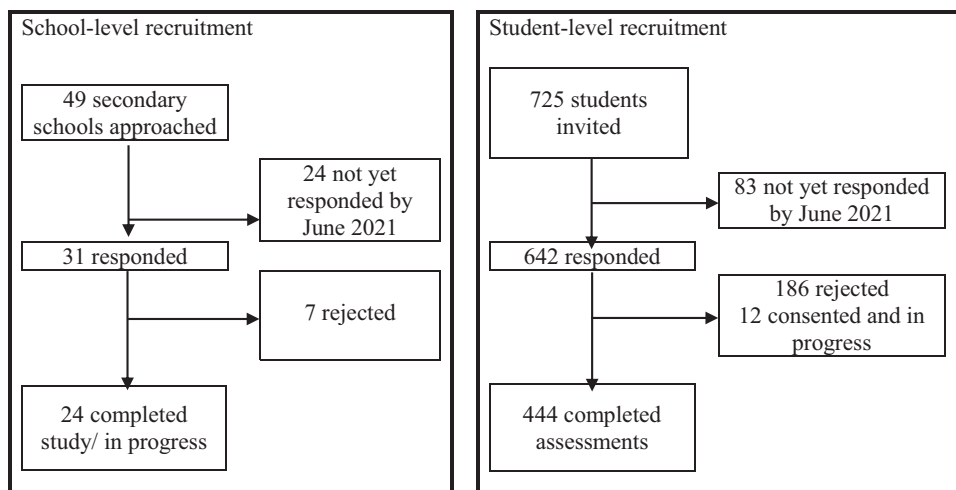 School-level recruitment
49 secondary
schools approached
24 not yet
responded by
June 2021
31 responded
7 rejected
24 completed
study/ in progress
Student-level recruitment
725 students
invited
83 not yet responded
by June 2021
642 responded
186 rejected
12 consented and in
progress
444 completed
assessments